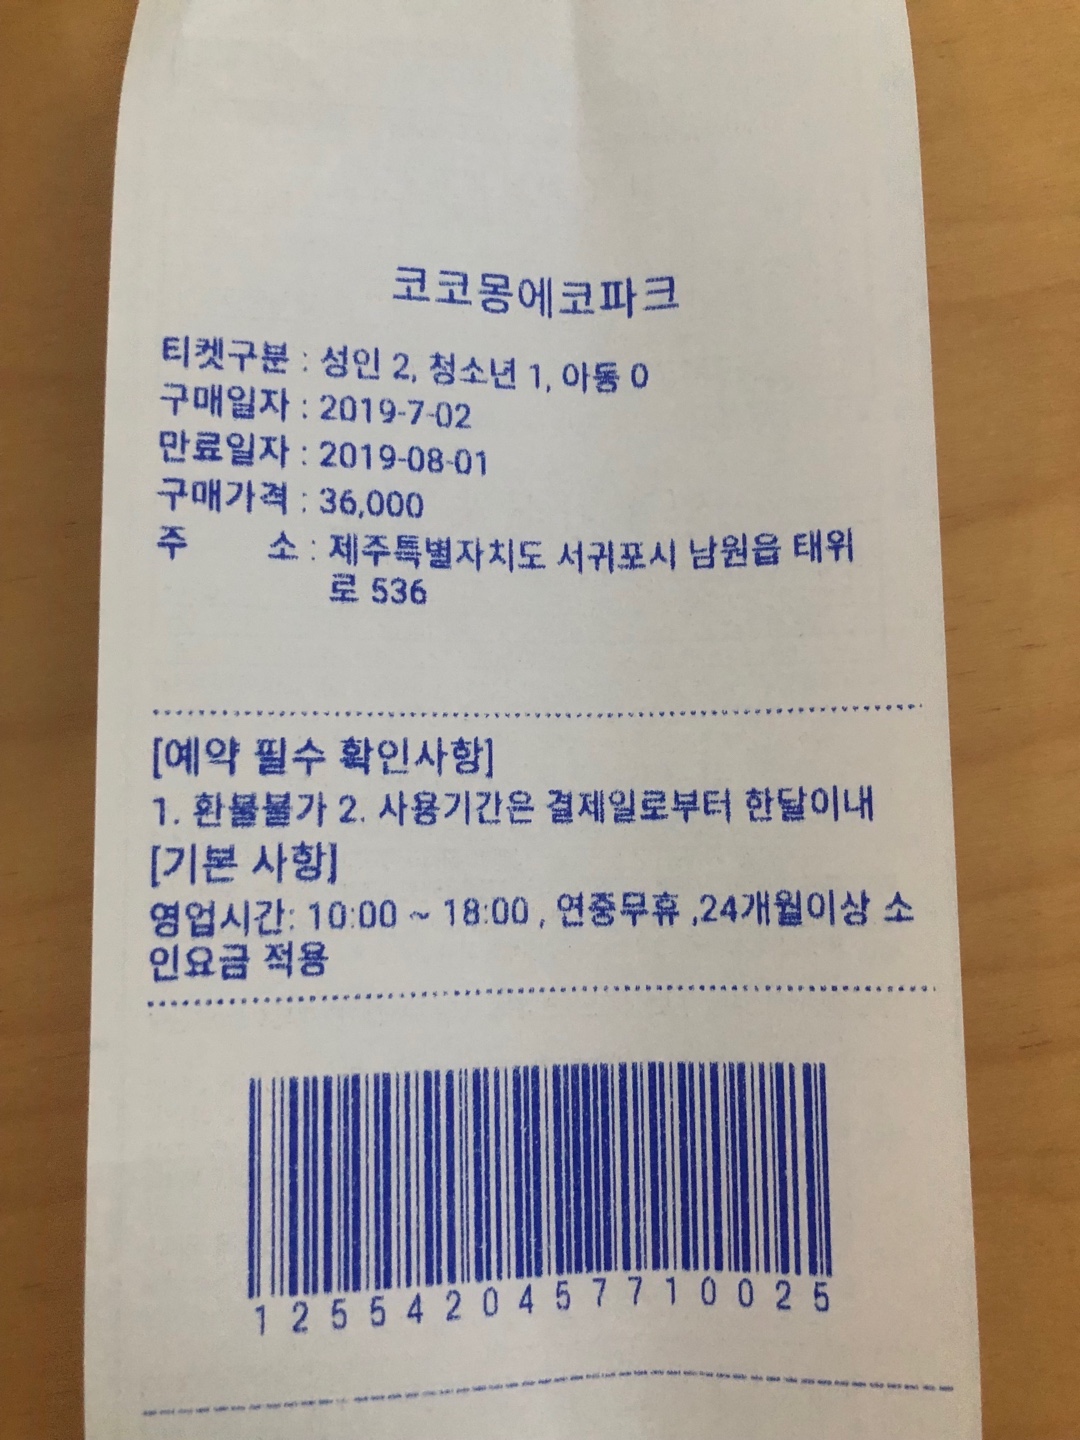 코코몽에코파크
티켓구분 : 성인 2, 청소년 1, 아동 0
구매일자 : 2019-7-02
만료일자 : 2019-08-01
구매가격 : 36,000
주 소 : 제주특별자치도 서귀포시 남원읍 태위
로 536
[예약 필수 확인사항]
1. 환불불가 2. 사용기간은 결제일로부터 한달이내
[기본 사항]
영업시간: 10:00 ~ 18:00 , 연중무휴 ,24개월이상 소
인요금 적용
1255420457710025